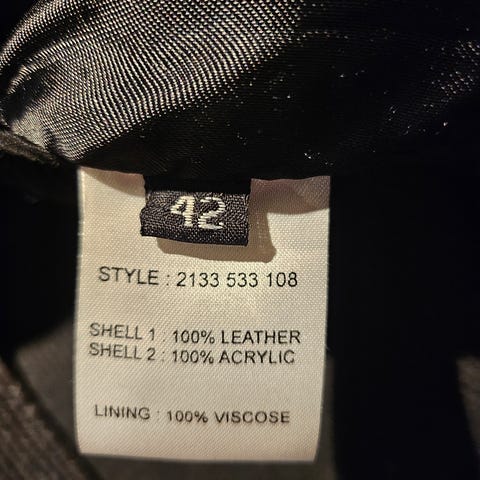 42
STYLE : 2133 533 108
SHELL 1 : 100% LEATHER
SHELL 2 : 100% ACRYLIC
LINING : 100% VISCOSE